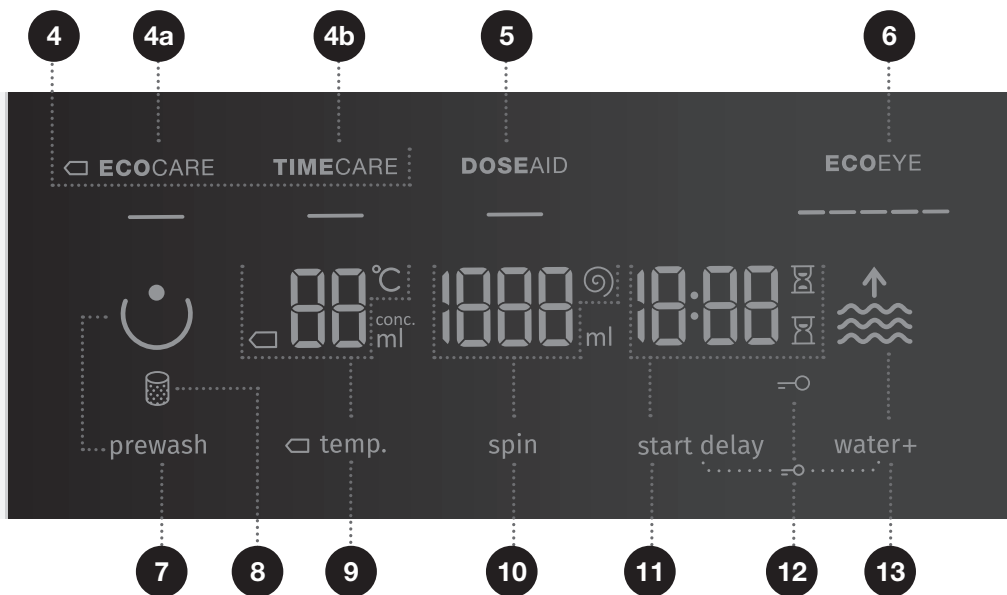 4 4a 4b 5 6
ECOCARE TIMECARE DOSEAID ECOEYE
88 °C 1888 18:88
conc.
ml ml
prewash temp. spin start delay water+
7 8 9 10 11 12 13